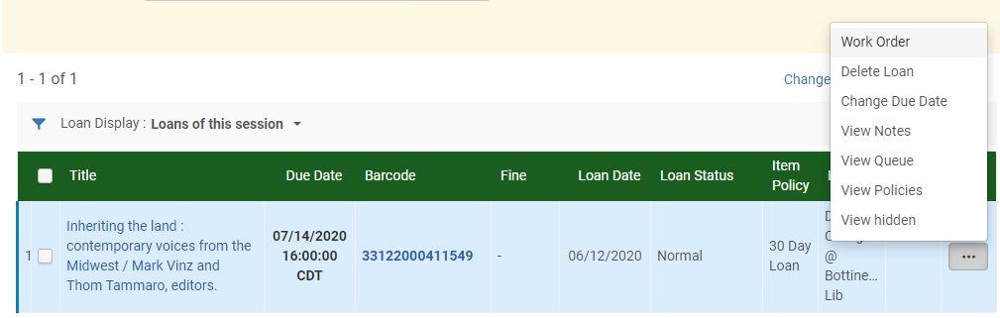 Work Order
1 - 1 of 1
Change
Delete Loan
Change Due Date
Loan Display : Loans of this session
View Notes
View Queue
View Policies
View hidden
Title
Due Date
Barcode
Fine
Loan Date
Loan Status
Item
Policy
1
Inheriting the land :
contemporary voices from the
Midwest / Mark Vinz and
Thom Tammaro, editors.
07/14/2020
16:00:00
CDT
33122000411549
-
06/12/2020
Normal
30 Day
Loan
@
Bottine...
Lib